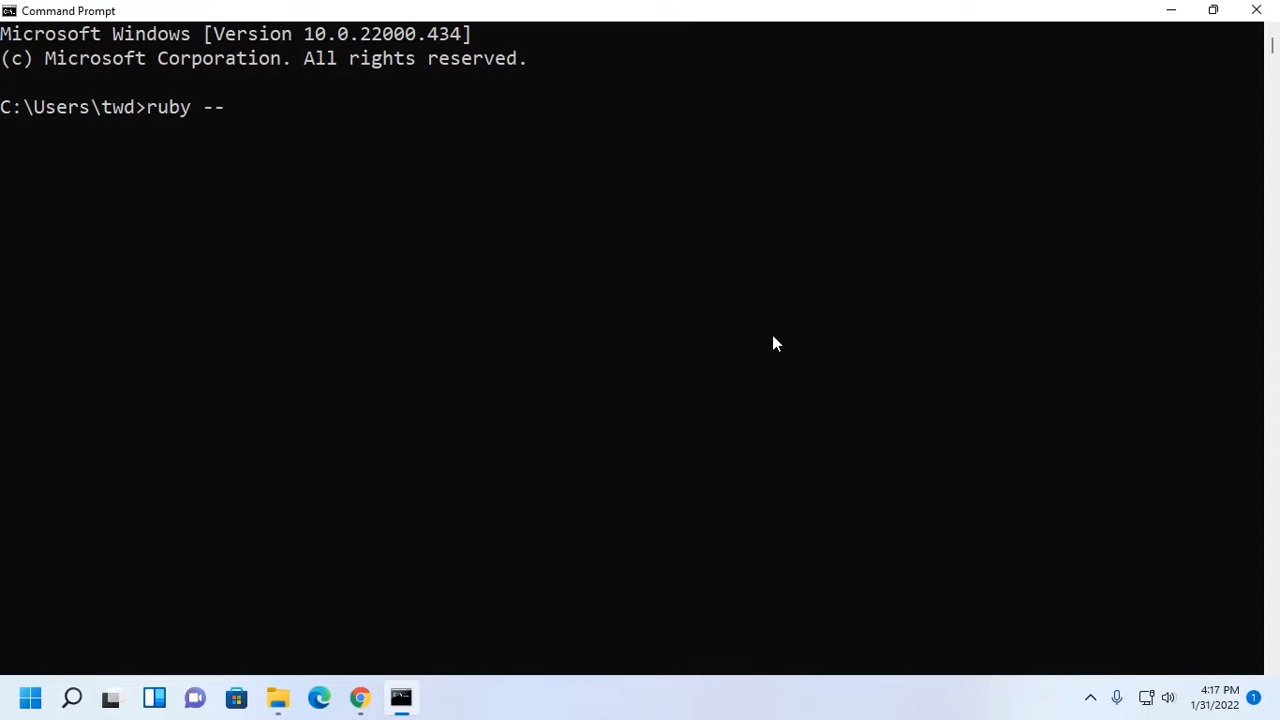 Command Prompt
Microsoft Windows [Version 10.0.22000.434]
(c) Microsoft Corporation. All rights reserved.
C:\Users\twd>ruby --
4:17 PM
1/31/2022
1